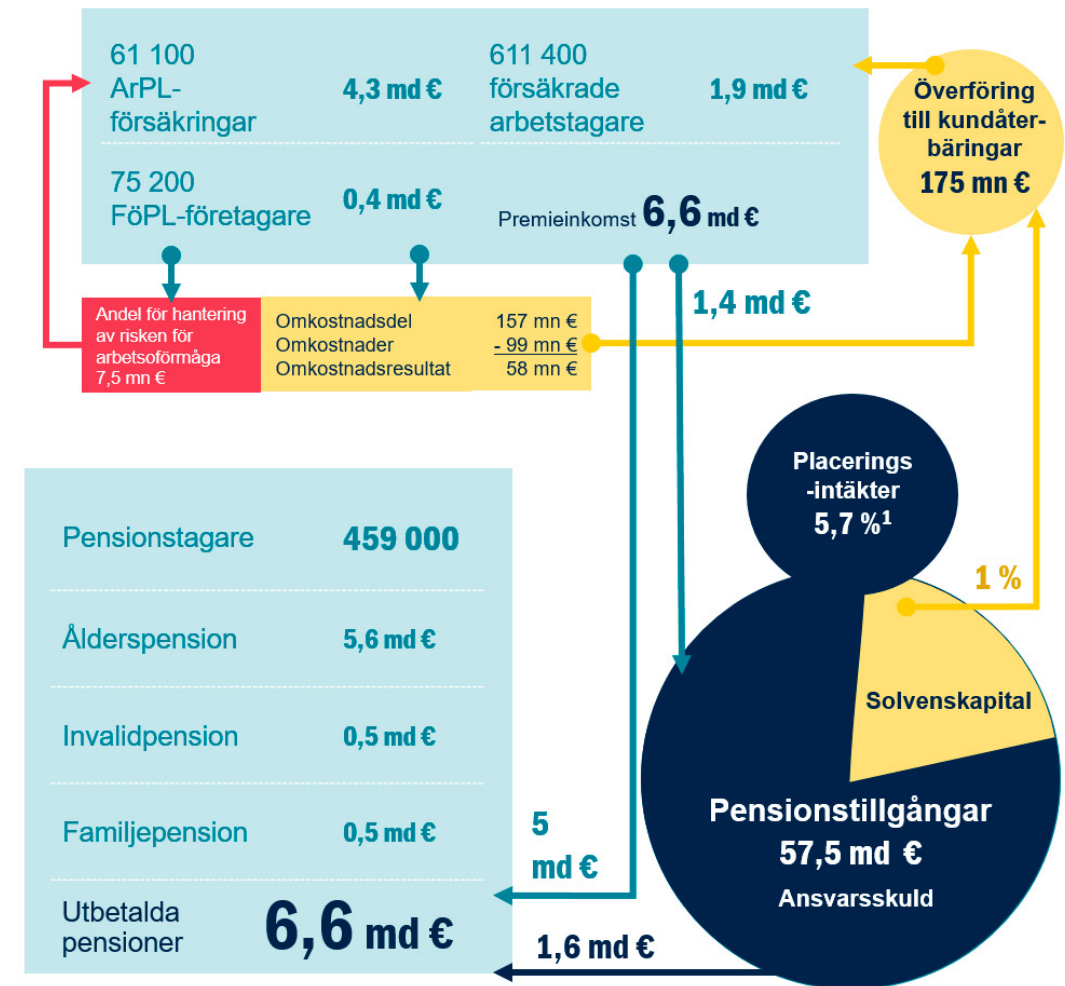 61 100
ArPL-
försäkringar
4,3 md €
611 400
försäkrade
arbetstagare
1,9 md €
75 200
FöPL-företagare
0,4 md €
Premieinkomst 6,6 md €
Överföring
till kundåter-
bäringar
175 mn €
Andel för hantering
av risken för
arbetsoförmåga
7,5 mn €
Omkostnadsdel 157 mn €
Omkostnader - 99 mn €
Omkostnadsresultat 58 mn €
1,4 md €
Placerings
-intäkter
5,7 %¹
1 %
Solvenskapital
Pensionstillgångar
57,5 md €
Ansvarsskuld
Pensionstagare 459 000
Ålderspension 5,6 md €
Invalidpension 0,5 md €
Familjepension 0,5 md €
Utbetalda
pensioner
6,6 md €
5
md €
1,6 md €